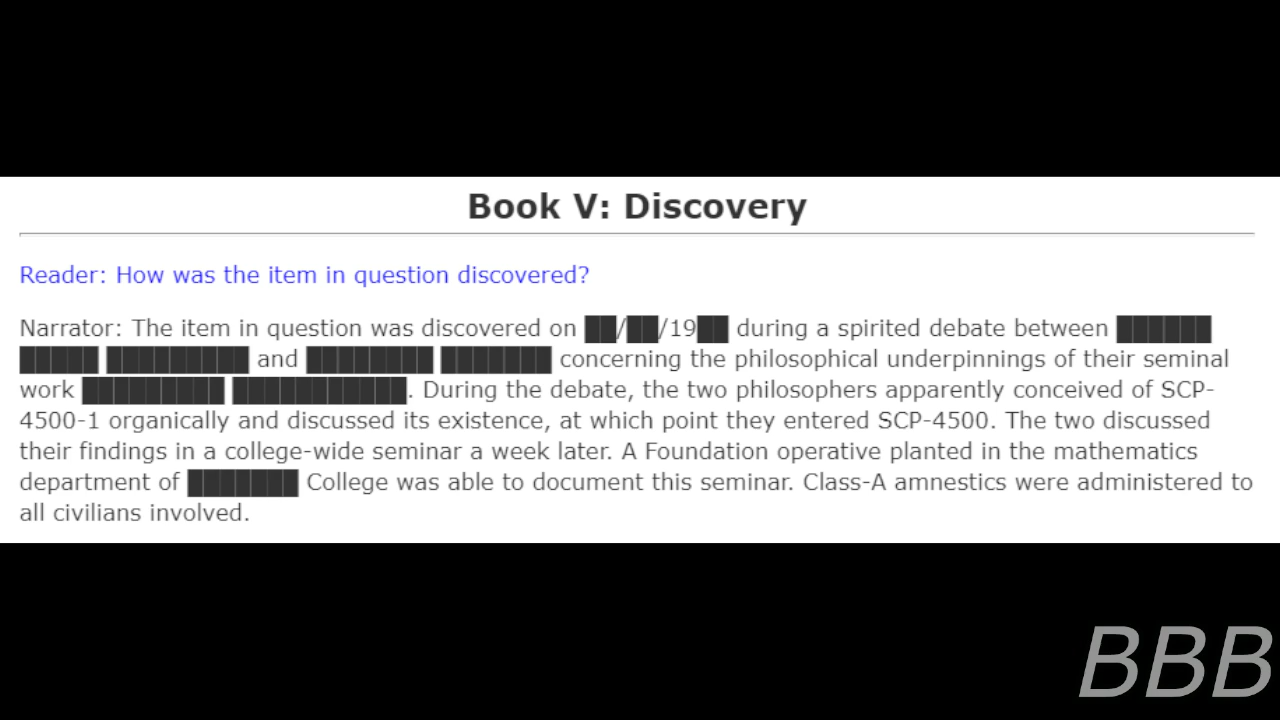 Book V: Discovery
Reader: How was the item in question discovered?
Narrator: The item in question was discovered on ██/██/19██ during a spirited debate between ██████
█████ █████████ and ████████ ███████ concerning the philosophical underpinnings of their seminal
work █████████ ███████████. During the debate, the two philosophers apparently conceived of SCP-
4500-1 organically and discussed its existence, at which point they entered SCP-4500. The two discussed
their findings in a college-wide seminar a week later. A Foundation operative planted in the mathematics
department of ███████ College was able to document this seminar. Class-A amnestics were administered to
all civilians involved.
BBB